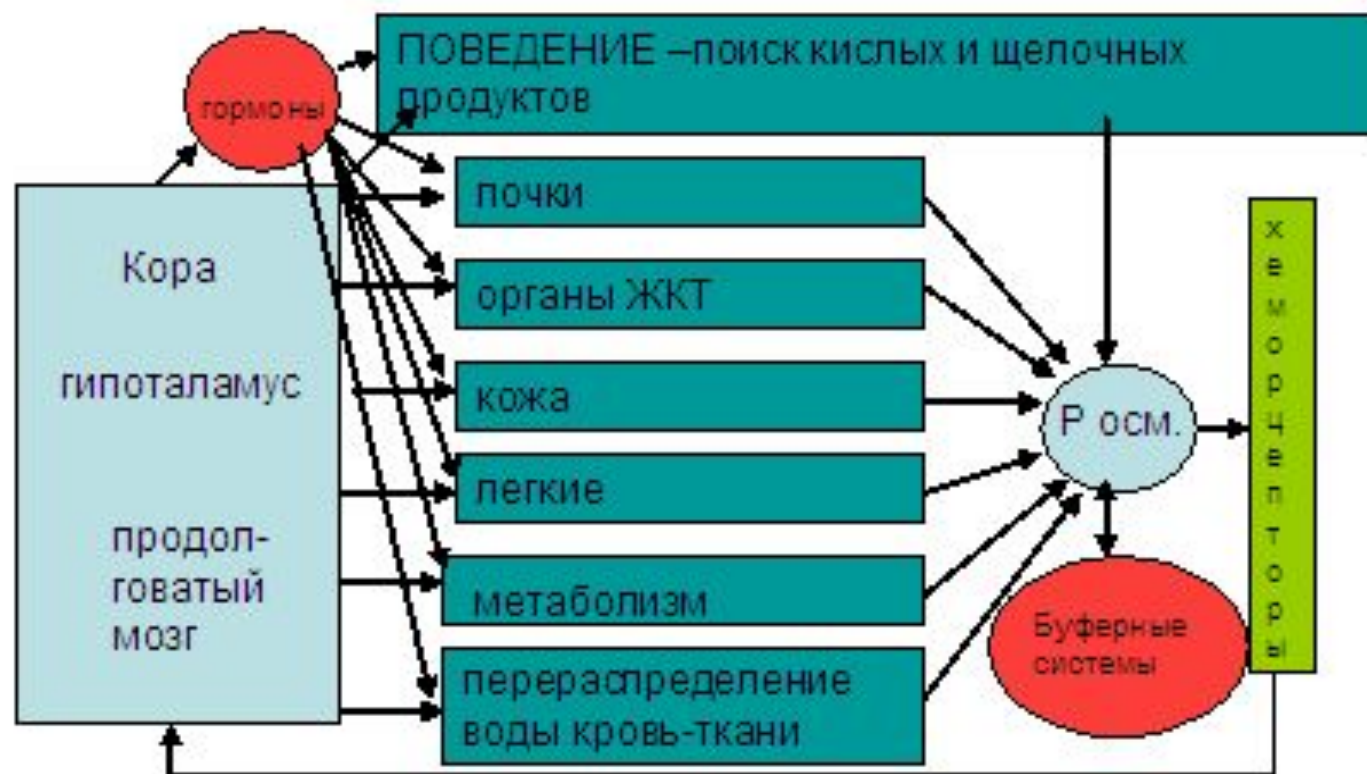 ПОВЕДЕНИЕ –поиск кислых и щелочных
продуктов
гормоны
почки
Кора
органы ЖКТ
гипоталамус
кожа
Р осм.
легкие
продол-
говатый
мозг
метаболизм
Буферные
системы
перераспределение
воды кровь-ткани
хеморцепторы